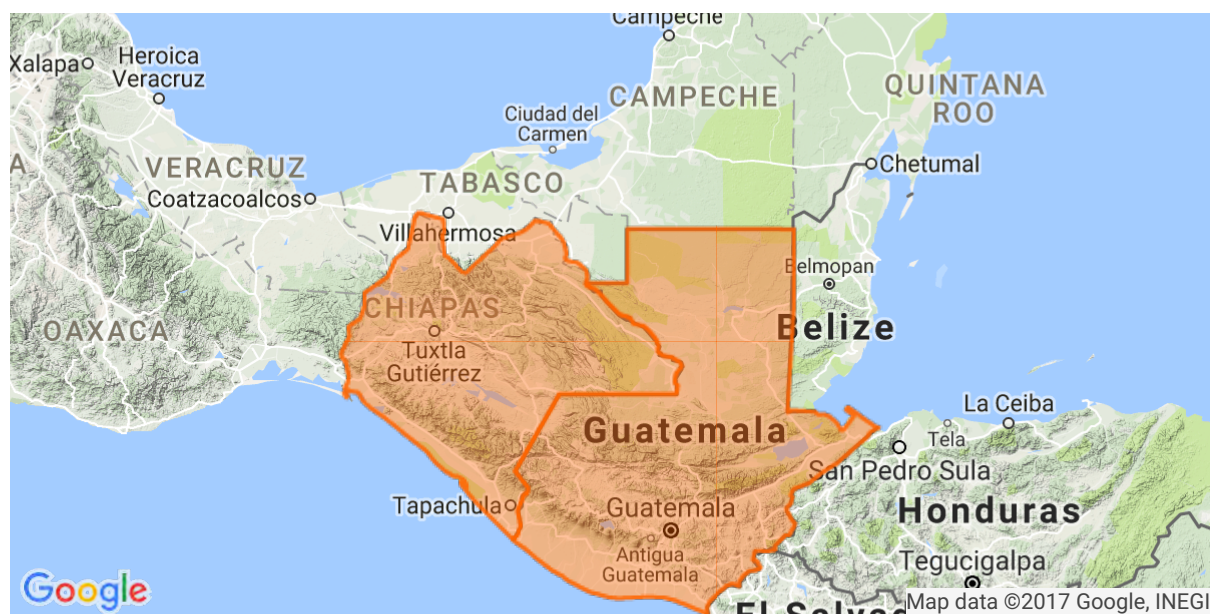 Campeche
Xalapa
Heroica
Veracruz
QUINTANA
ROO
CAMPECHE
Ciudad del
Carmen
A
VERACRUZ
Chetumal
TABASCO
Coatzacoalcos
Villahermosa
Belmopan
CHIAPAS
OAXACA
Belize
Tuxtla
Gutiérrez
La Ceiba
Guatemala
Tela
San Pedro Sula
Tapachula
Guatemala
Honduras
Antigua
Guatemala
Tegucigalpa
Google
El Salvad
Map data ©2017 Google, INEGI